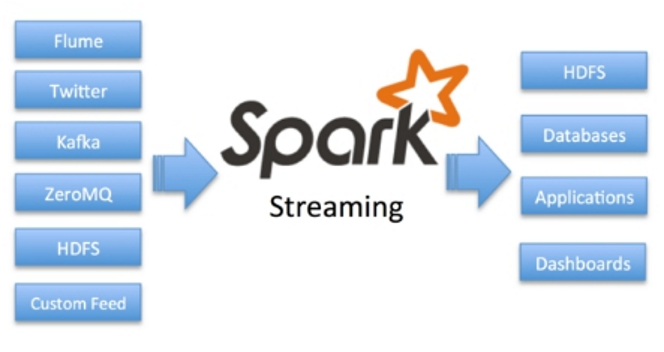 Flume
Twitter
Kafka
ZeroMQ
HDFS
Custom Feed
Spark
Streaming
HDFS
Databases
Applications
Dashboards